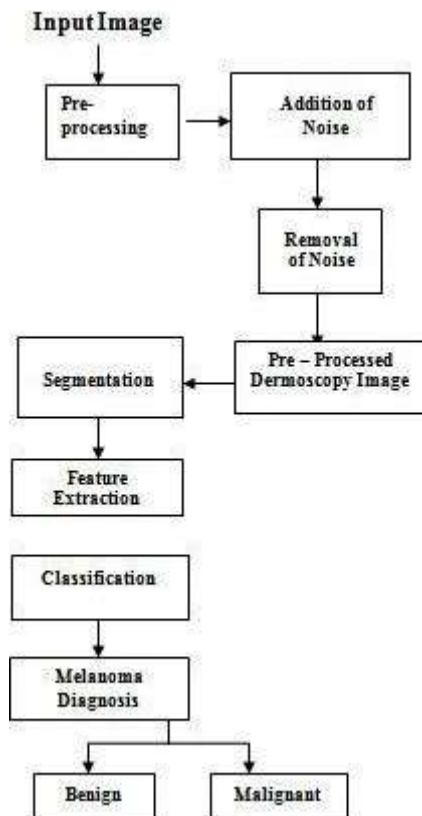 Input Image
Pre-
processing
Addition of
Noise
Removal
of Noise
Pre – Processed
Dermoscopy Image
Segmentation
Feature
Extraction
Classification
Melanoma
Diagnosis
Benign
Malignant